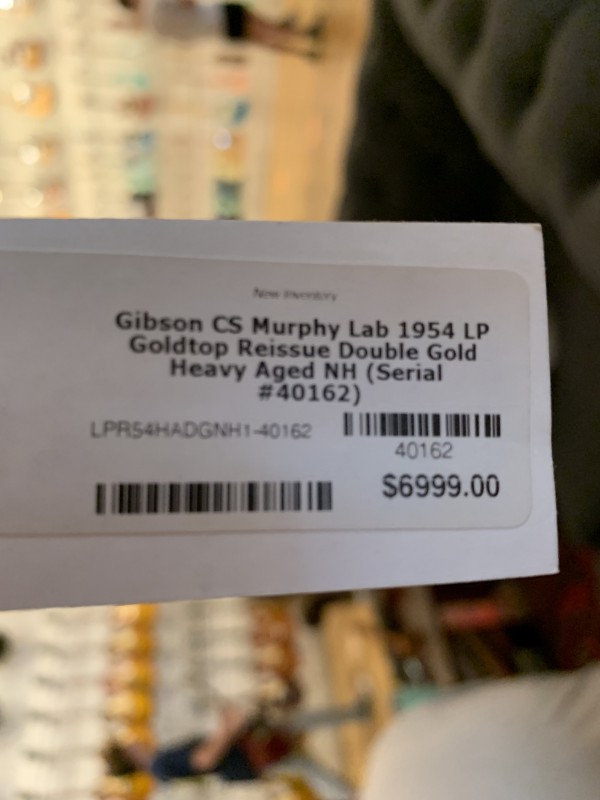 New Inventory
Gibson CS Murphy Lab 1954 LP
Goldtop Reissue Double Gold
Heavy Aged NH (Serial
#40162)
LPR54HADGNH1-40162
40162
$6999.00